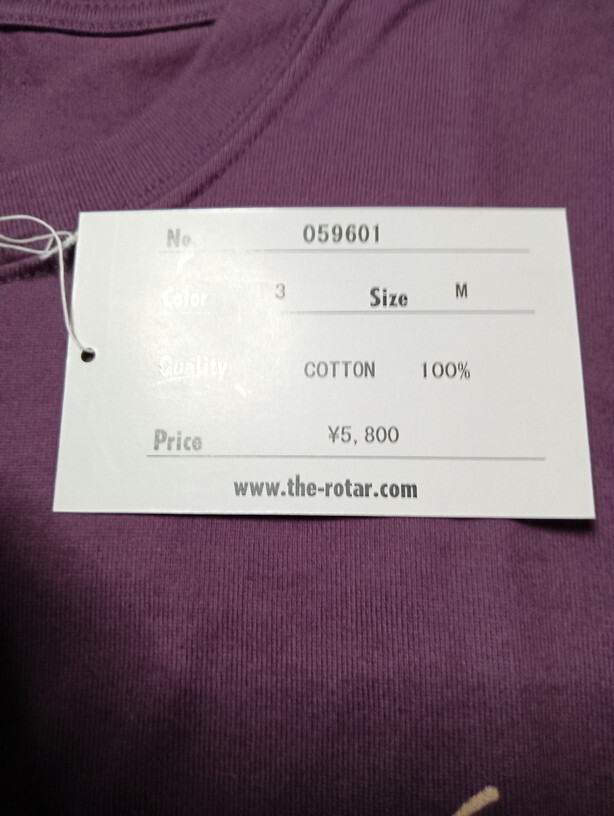 No 059601
Color 3 Size M
Quality COTTON 100%
Price ¥5,800
www.the-rotar.com